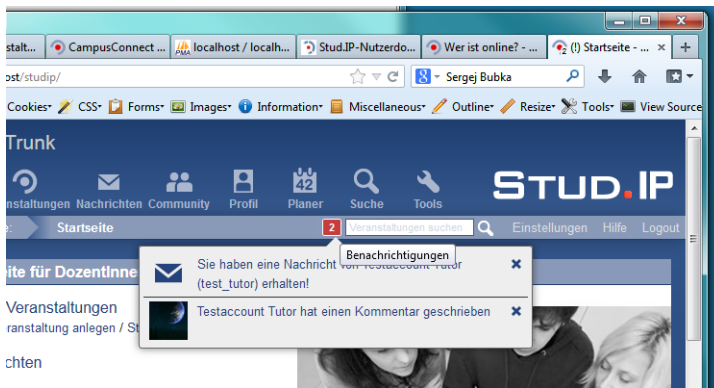 stalt...
CampusConnect ...
PMA
localhost / localh...
Stud.IP-Nutzerdo...
Wer ist online? - ...
(!) Startseite - ...
ost/studip/
Sergej Bubka
Cookies
CSS
Forms
Images
Information
Miscellaneous
Outline
Resize
Tools
View Source
Trunk
42
nstaltungen
Nachrichten
Community
Profil
Planer
Suche
Tools
STUD.IP
e:
Startseite
2
Veranstaltungen suchen
Einstellungen
Hilfe
Logout
Benachrichtigungen
eite für DozentInne
Sie haben eine Nachricht von Testaccount Tutor
(test_tutor) erhalten!
Testaccount Tutor hat einen Kommentar geschrieben
Veranstaltungen
ranstaltung anlegen / St
chten